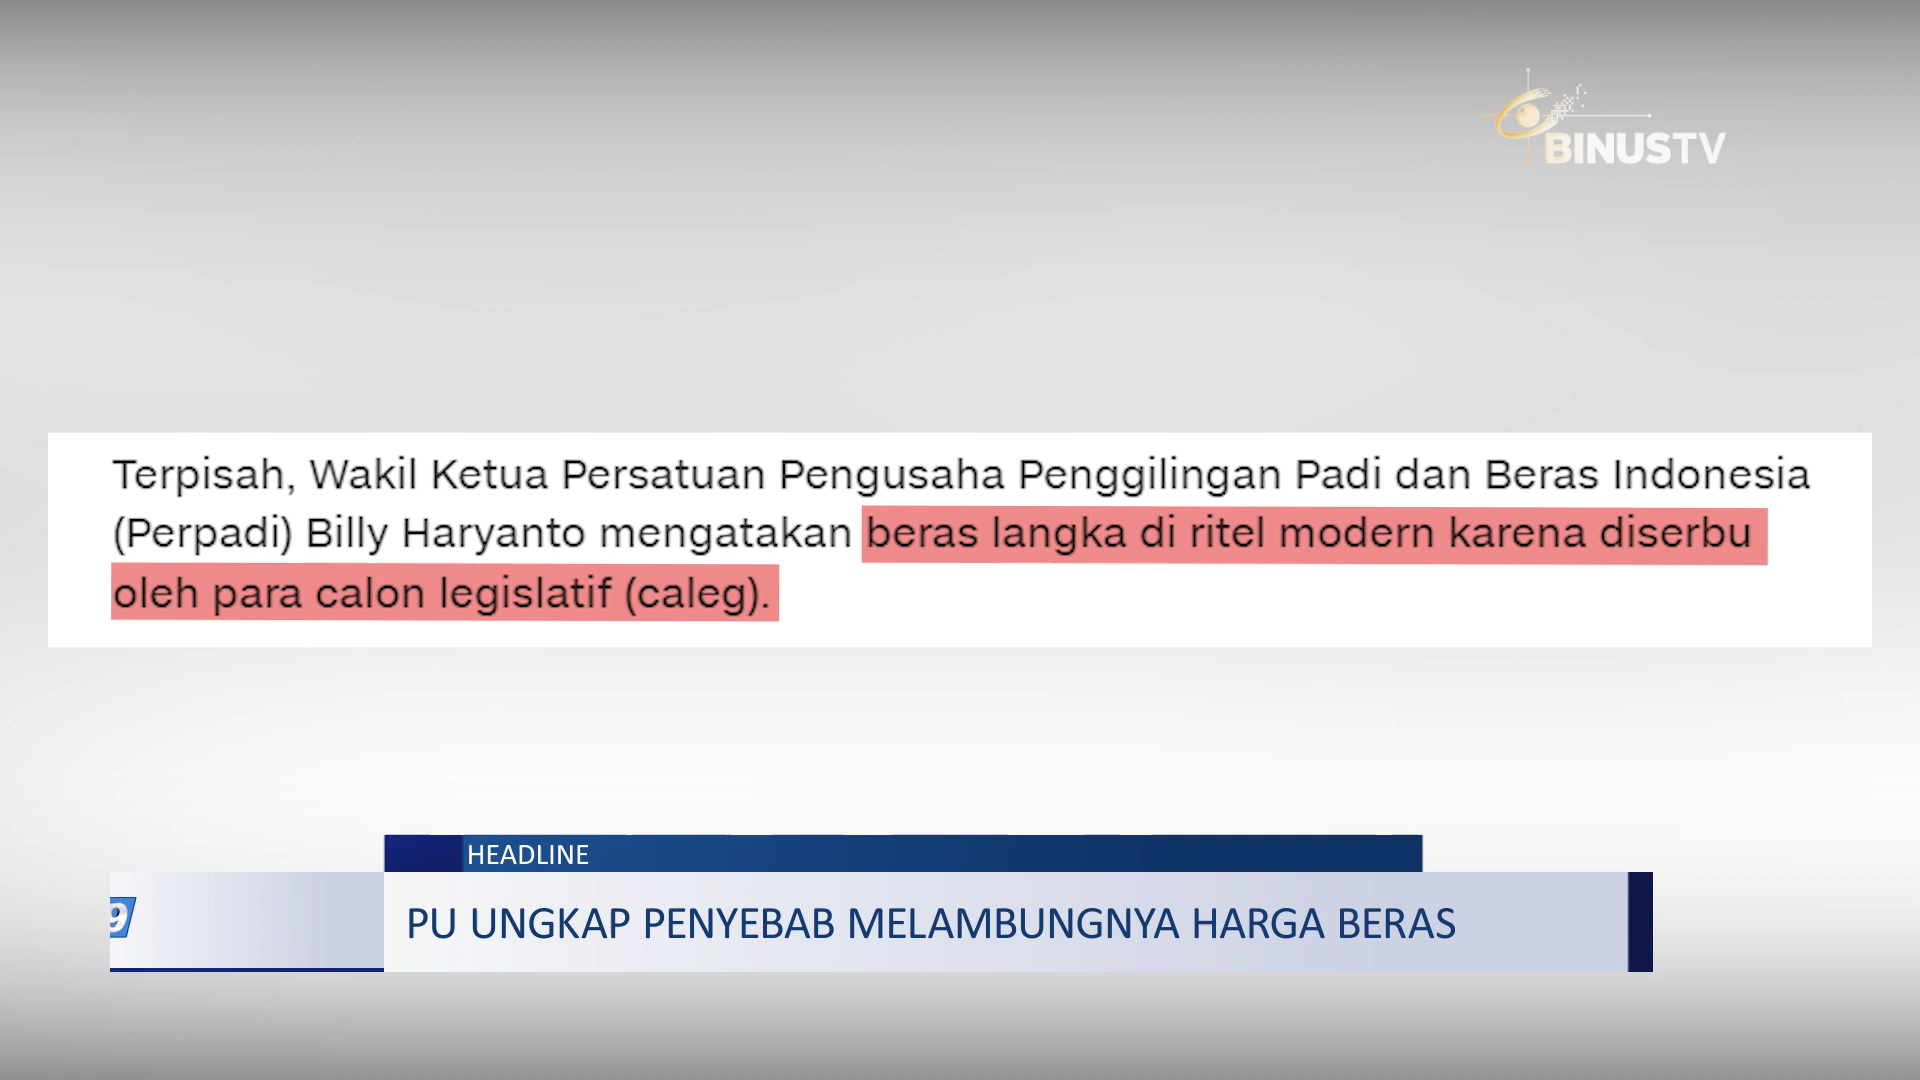 BINUSTV
Terpisah, Wakil Ketua Persatuan Pengusaha Penggilingan Padi dan Beras Indonesia
(Perpadi) Billy Haryanto mengatakan beras langka di ritel modern karena diserbu
oleh para calon legislatif (caleg).
HEADLINE
9
PU UNGKAP PENYEBAB MELAMBUNGNYA HARGA BERAS